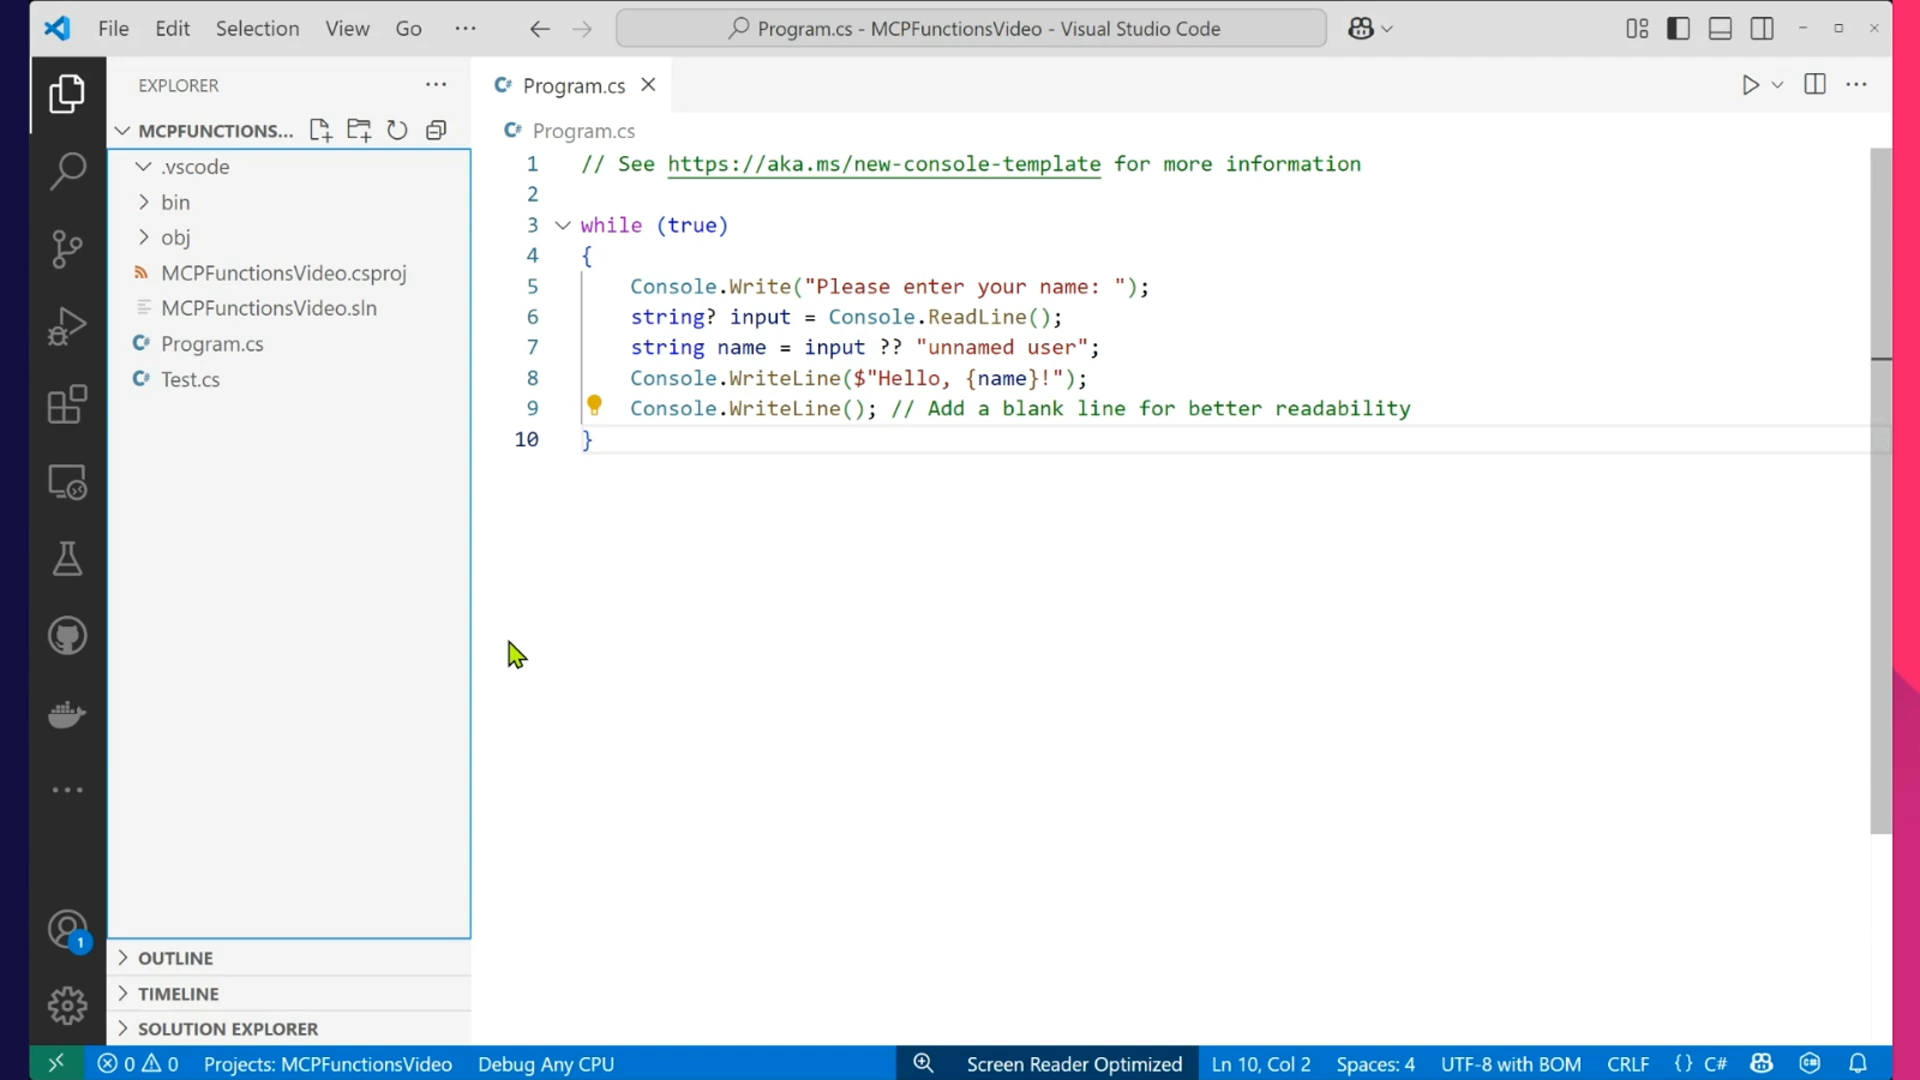 File Edit Selection View Go
Program.cs - MCPFunctionsVideo - Visual Studio Code
EXPLORER
MCPFUNCTIONS...
.vscode
bin
obj
MCPFunctionsVideo.csproj
MCPFunctionsVideo.sln
Program.cs
Test.cs
OUTLINE
TIMELINE
SOLUTION EXPLORER
1
Program.cs
Program.cs
1 // See https://aka.ms/new-console-template for more information
2
3 while (true)
4 {
5 Console.Write("Please enter your name: ");
6 string? input = Console.ReadLine();
7 string name = input ?? "unnamed user";
8 Console.WriteLine($"Hello, {name}!");
9 Console.WriteLine(); // Add a blank line for better readability
10 }
0 0 Projects: MCPFunctionsVideo Debug Any CPU Screen Reader Optimized Ln 10, Col 2 Spaces: 4 UTF-8 with BOM CRLF {} C#